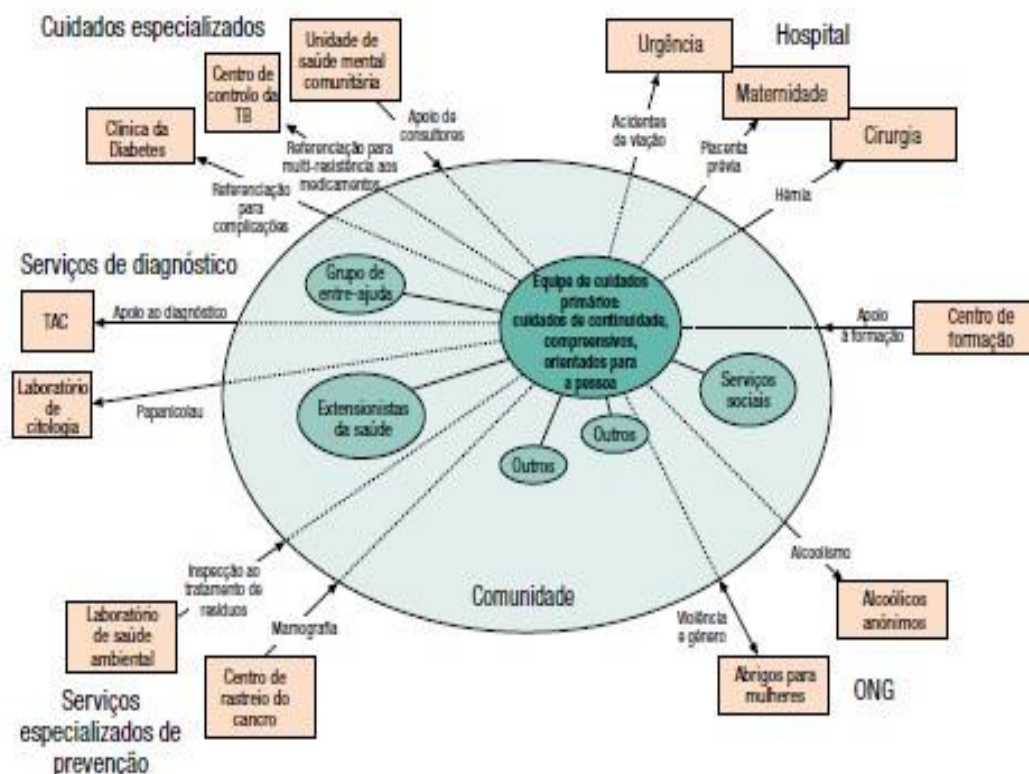 Cuidados especializados
Unidade de
saúde mental
comunitária
Centro de
controlo da
TB
Clínica da
Diabetes
Apoio de
consultores
Referenciação para
multi-resistência aos
medicamentos
Referenciação
para
complicações
Hospital
Urgência
Maternidade
Cirurgia
Acidentes
de viação
Placenta
prévia
Hérnia
Serviços de diagnóstico
TAC
Apoio ao diagnóstico
Laboratório
de
citologia
Papanicolau
Grupo de
entre-ajuda
Equipe de cuidados
primários:
cuidados de continuidade,
compreensivos,
orientados para
a pessoa
Extensionistas
da saúde
Outros
Outros
Serviços
sociais
Apoio
à formação
Centro de
formação
Comunidade
Inspecção ao
tratamento de
resíduos
Laboratório
de saúde
ambiental
Mamografia
Centro de
rastreio do
cancro
Serviços
especializados de
prevenção
Alcoolismo
Alcoólicos
anónimos
Violência
e género
Abrigos para
mulheres
ONG